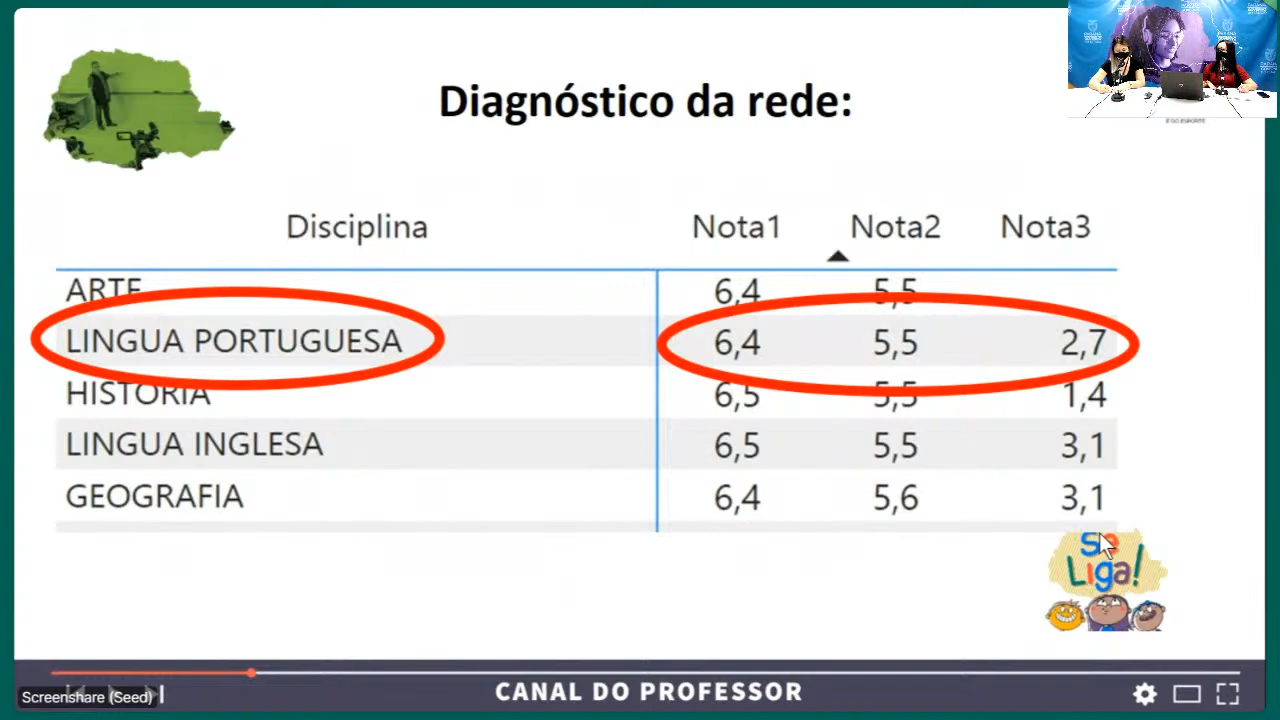 Diagnóstico da rede:
Disciplina Nota1 Nota2 Nota3
ARTE 6,4 5,5
LINGUA PORTUGUESA 6,4 5,5 2,7
HISTORIA 6,5 5,5 1,4
LINGUA INGLESA 6,5 5,5 3,1
GEOGRAFIA 6,4 5,6 3,1
Se
Liga!
Screenshare (Seed)
CANAL DO PROFESSOR